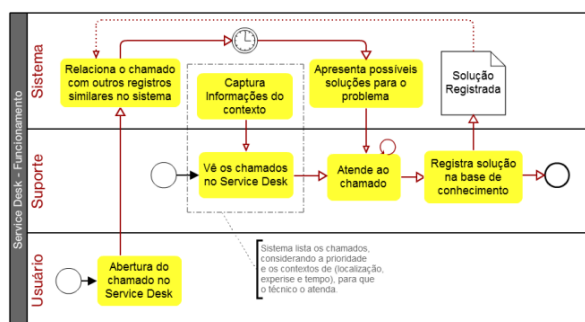 Service Desk - Funcionamento
Sistema
Relaciona o chamado
com outros registros
similares no sistema
Captura
Informações do
contexto
Apresenta possíveis
soluções para o
problema
Solução
Registrada
Suporte
Vê os chamados
no Service Desk
Atende ao
chamado
Registra solução
na base de
conhecimento
Usuário
Abertura do
chamado no
Service Desk
Sistema lista os chamados,
considerando a prioridade
e os contextos de (localização,
experise e tempo), para que
o técnico o atenda.